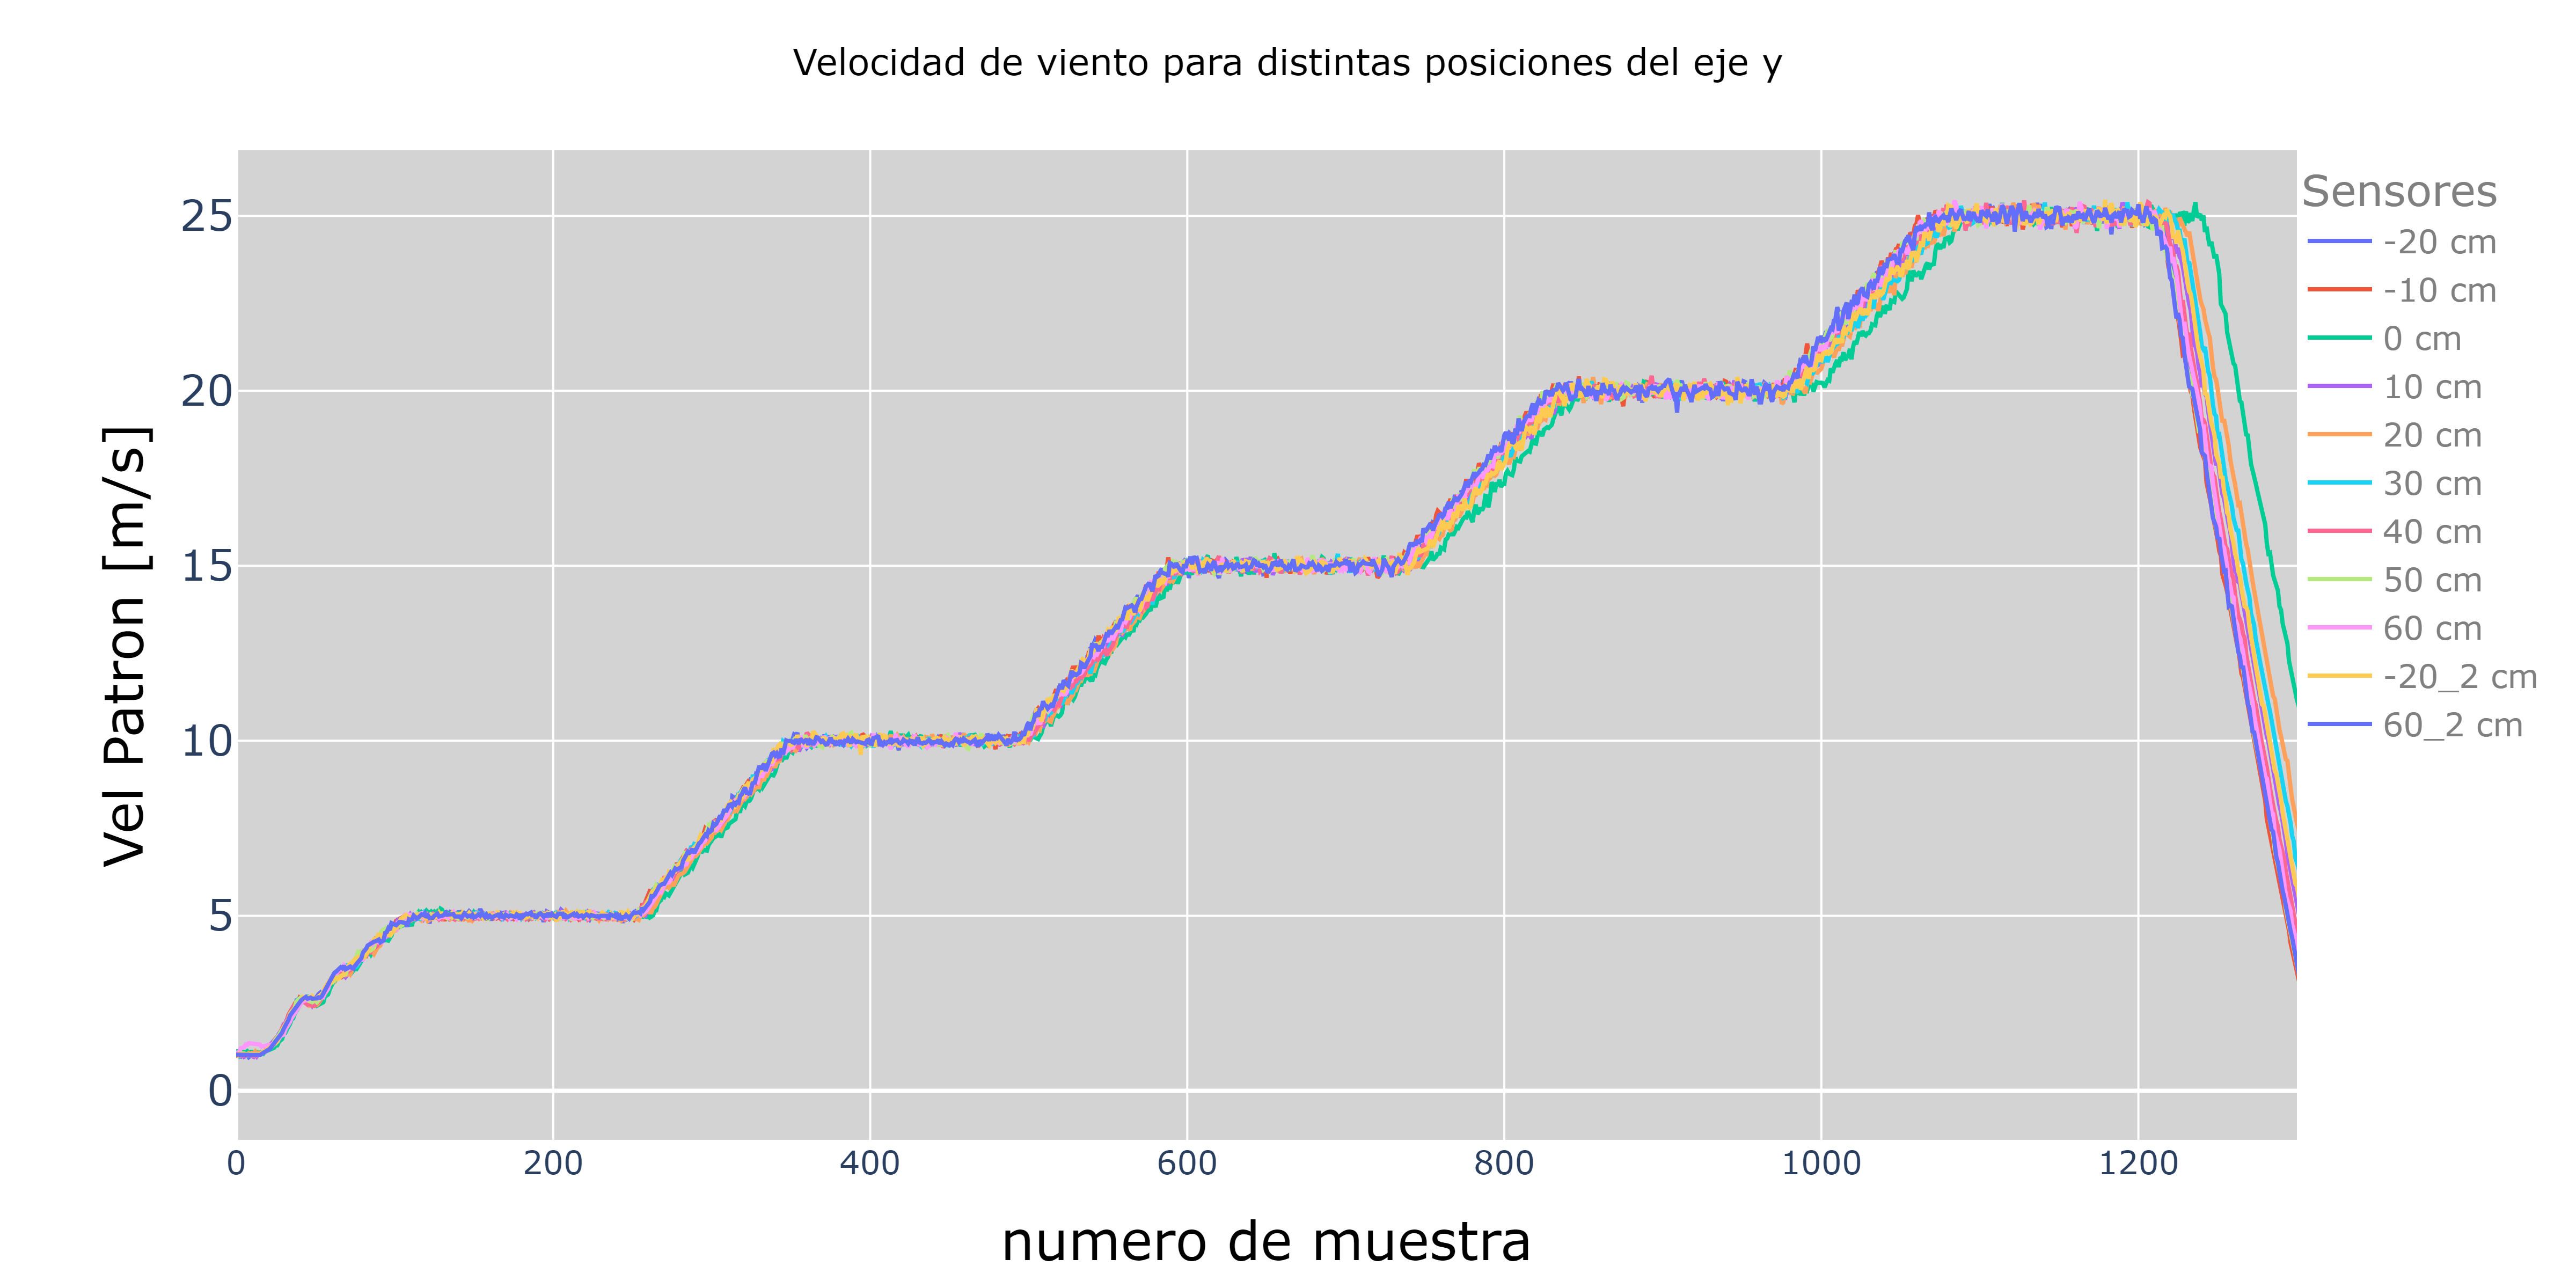 Velocidad de viento para distintas posiciones del eje y
Vel Patron [m/s]
25
20
15
10
5
0
0 200 400 600 800 1000 1200
numero de muestra
Sensores
-20 cm
-10 cm
0 cm
10 cm
20 cm
30 cm
40 cm
50 cm
60 cm
-20_2 cm
60_2 cm